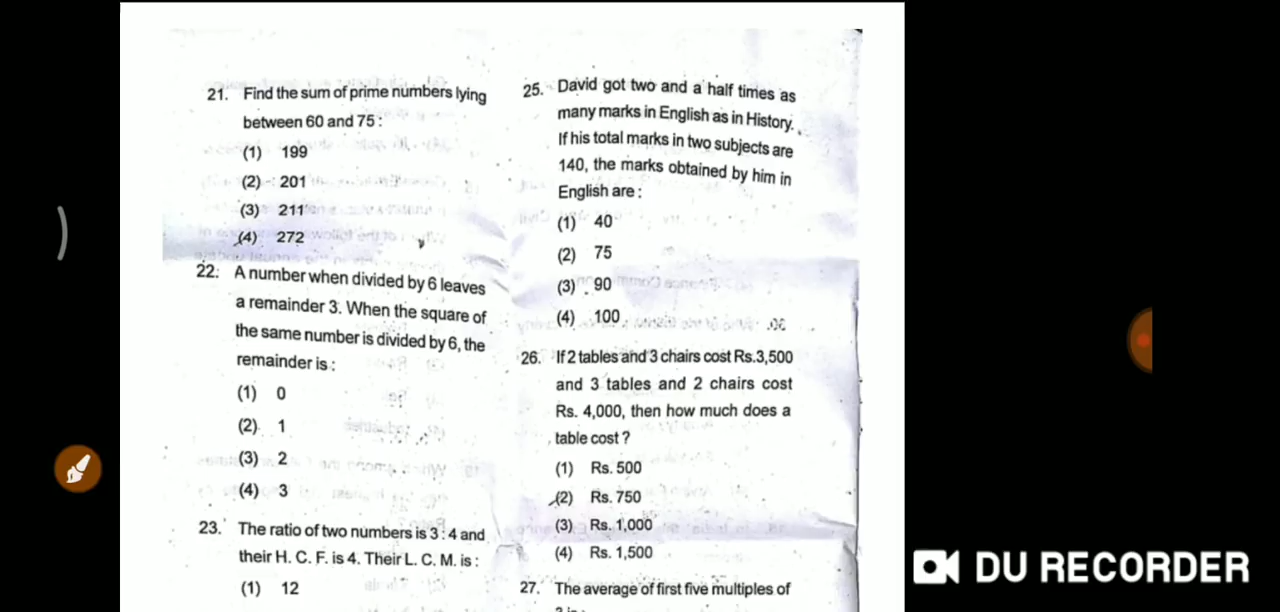 21. Find the sum of prime numbers lying
between 60 and 75 :
(1) 199
(2) 201
(3) 211
(4) 272
22. A number when divided by 6 leaves
a remainder 3. When the square of
the same number is divided by 6, the
remainder is :
(1) 0
(2) 1
(3) 2
(4) 3
23. The ratio of two numbers is 3 : 4 and
their H. C. F. is 4. Their L. C. M. is :
(1) 12
25. David got two and a half times as
many marks in English as in History.
If his total marks in two subjects are
140, the marks obtained by him in
English are :
(1) 40
(2) 75
(3) 90
(4) 100
26. If 2 tables and 3 chairs cost Rs.3,500
and 3 tables and 2 chairs cost
Rs. 4,000, then how much does a
table cost ?
(1) Rs. 500
(2) Rs. 750
(3) Rs. 1,000
(4) Rs. 1,500
27. The average of first five multiples of
DU RECORDER